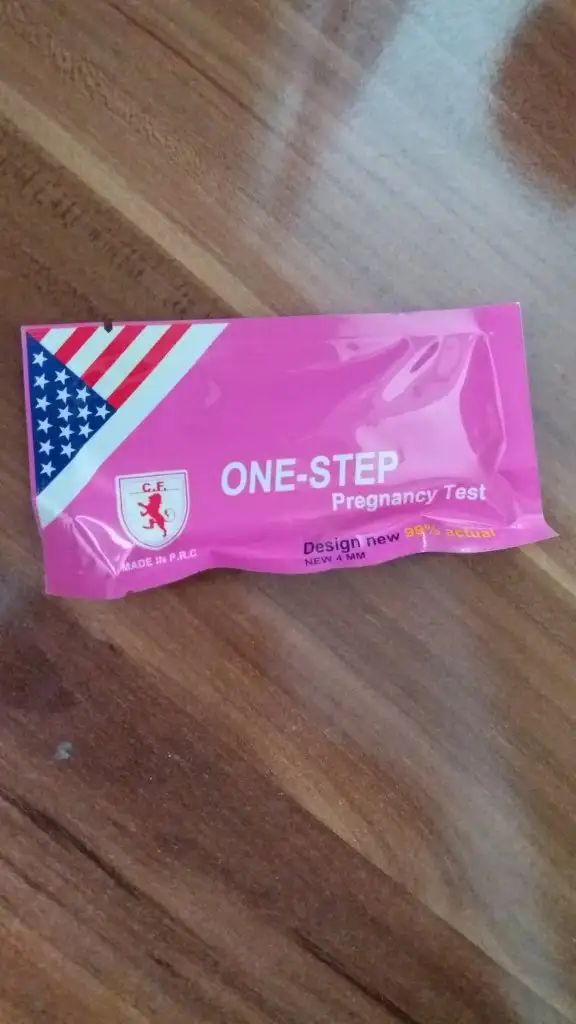 C.F.
MADE IN P.R.C
ONE-STEP
Pregnancy Test
Design new 99% actual
NEW 4 MM